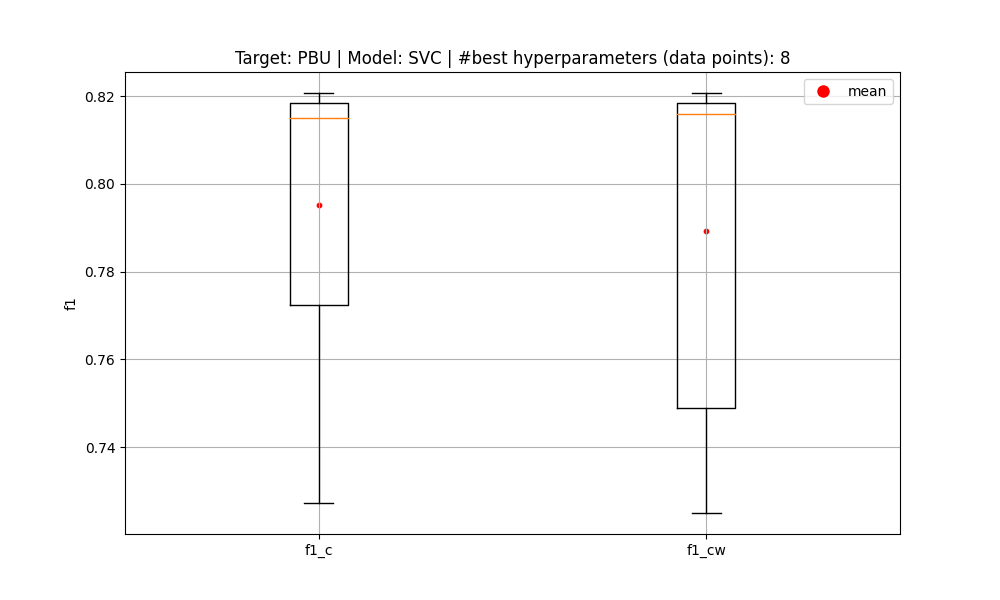 Target: PBU | Model: SVC | #best hyperparameters (data points): 8
mean
0.82
0.80
0.78
0.76
0.74
f1
f1_c
f1_cw